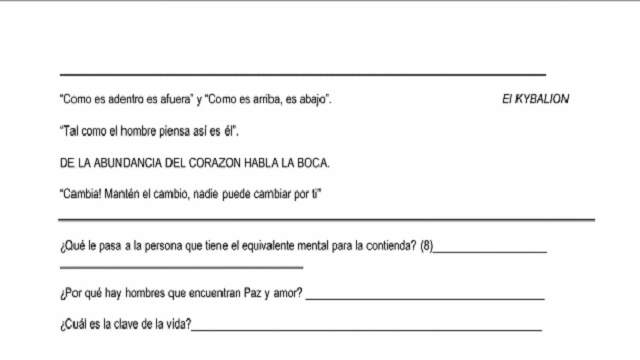 “Como es adentro es afuera” y “Como es arriba, es abajo”. El KYBALION
“Tal como el hombre piensa así es él”.
DE LA ABUNDANCIA DEL CORAZON HABLA LA BOCA.
“Cambia! Mantén el cambio, nadie puede cambiar por ti”
¿Qué le pasa a la persona que tiene el equivalente mental para la contienda? (8)___________________
¿Por qué hay hombres que encuentran Paz y amor? ________________________________________
¿Cuál es la clave de la vida?___________________________________________________________